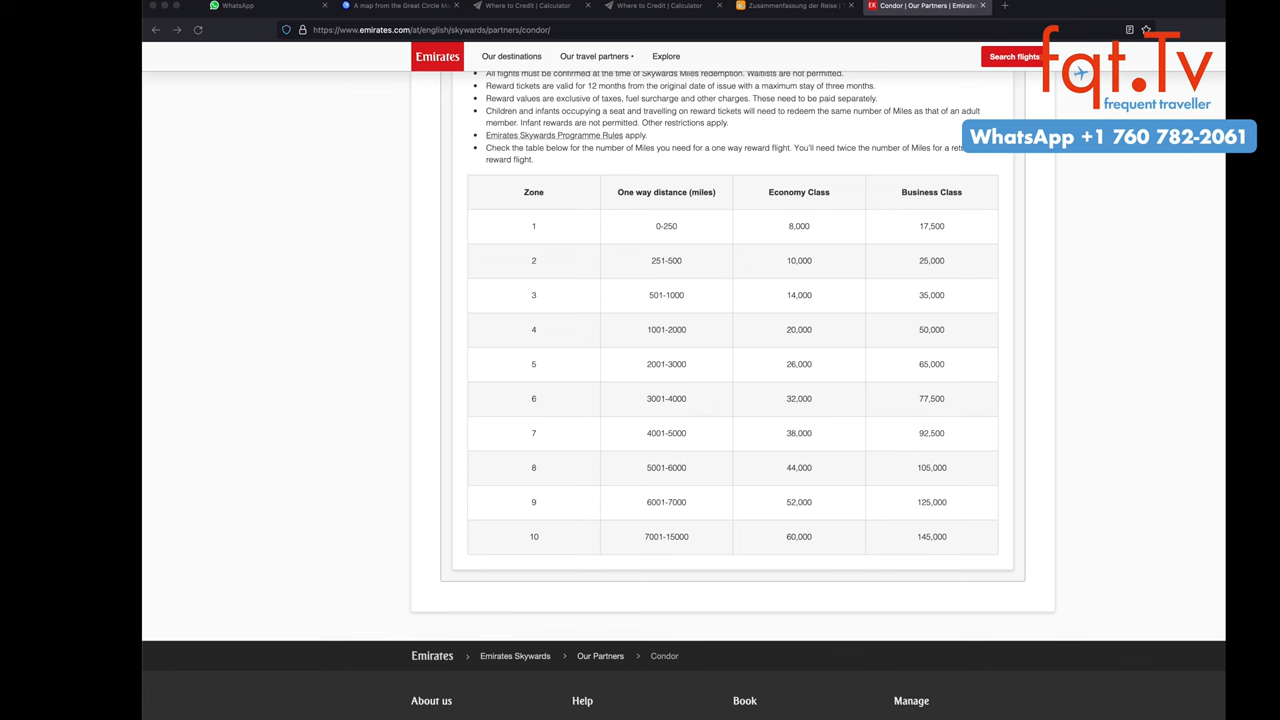 WhatsApp
A map from the Great Circle M
Where to Credit | Calculator
Where to Credit | Calculator
Zusammenfassung der Reise |
Condor | Our Partners | Emirates
https://www.emirates.com/at/english/skywards/partners/condor/
Emirates
Our destinations
Our travel partners
Explore
Search flights
fqt.Tv
frequent traveller
WhatsApp +1 760 782-2061
All flights must be confirmed at the time of Skywards Miles redemption. Waitlists are not permitted.
Reward tickets are valid for 12 months from the original date of issue with a maximum stay of three months.
Reward values are exclusive of taxes, fuel surcharge and other charges. These need to be paid separately.
Children and infants occupying a seat and travelling on reward tickets will need to redeem the same number of Miles as that of an adult
member. Infant rewards are not permitted. Other restrictions apply.
Emirates Skywards Programme Rules apply.
Check the table below for the number of Miles you need for a one way reward flight. You'll need twice the number of Miles for a
reward flight.
Zone One way distance (miles) Economy Class Business Class
1 0-250 8,000 17,500
2 251-500 10,000 25,000
3 501-1000 14,000 35,000
4 1001-2000 20,000 50,000
5 2001-3000 26,000 65,000
6 3001-4000 32,000 77,500
7 4001-5000 38,000 92,500
8 5001-6000 44,000 105,000
9 6001-7000 52,000 125,000
10 7001-15000 60,000 145,000
Emirates > Emirates Skywards > Our Partners > Condor
About us Help Book Manage